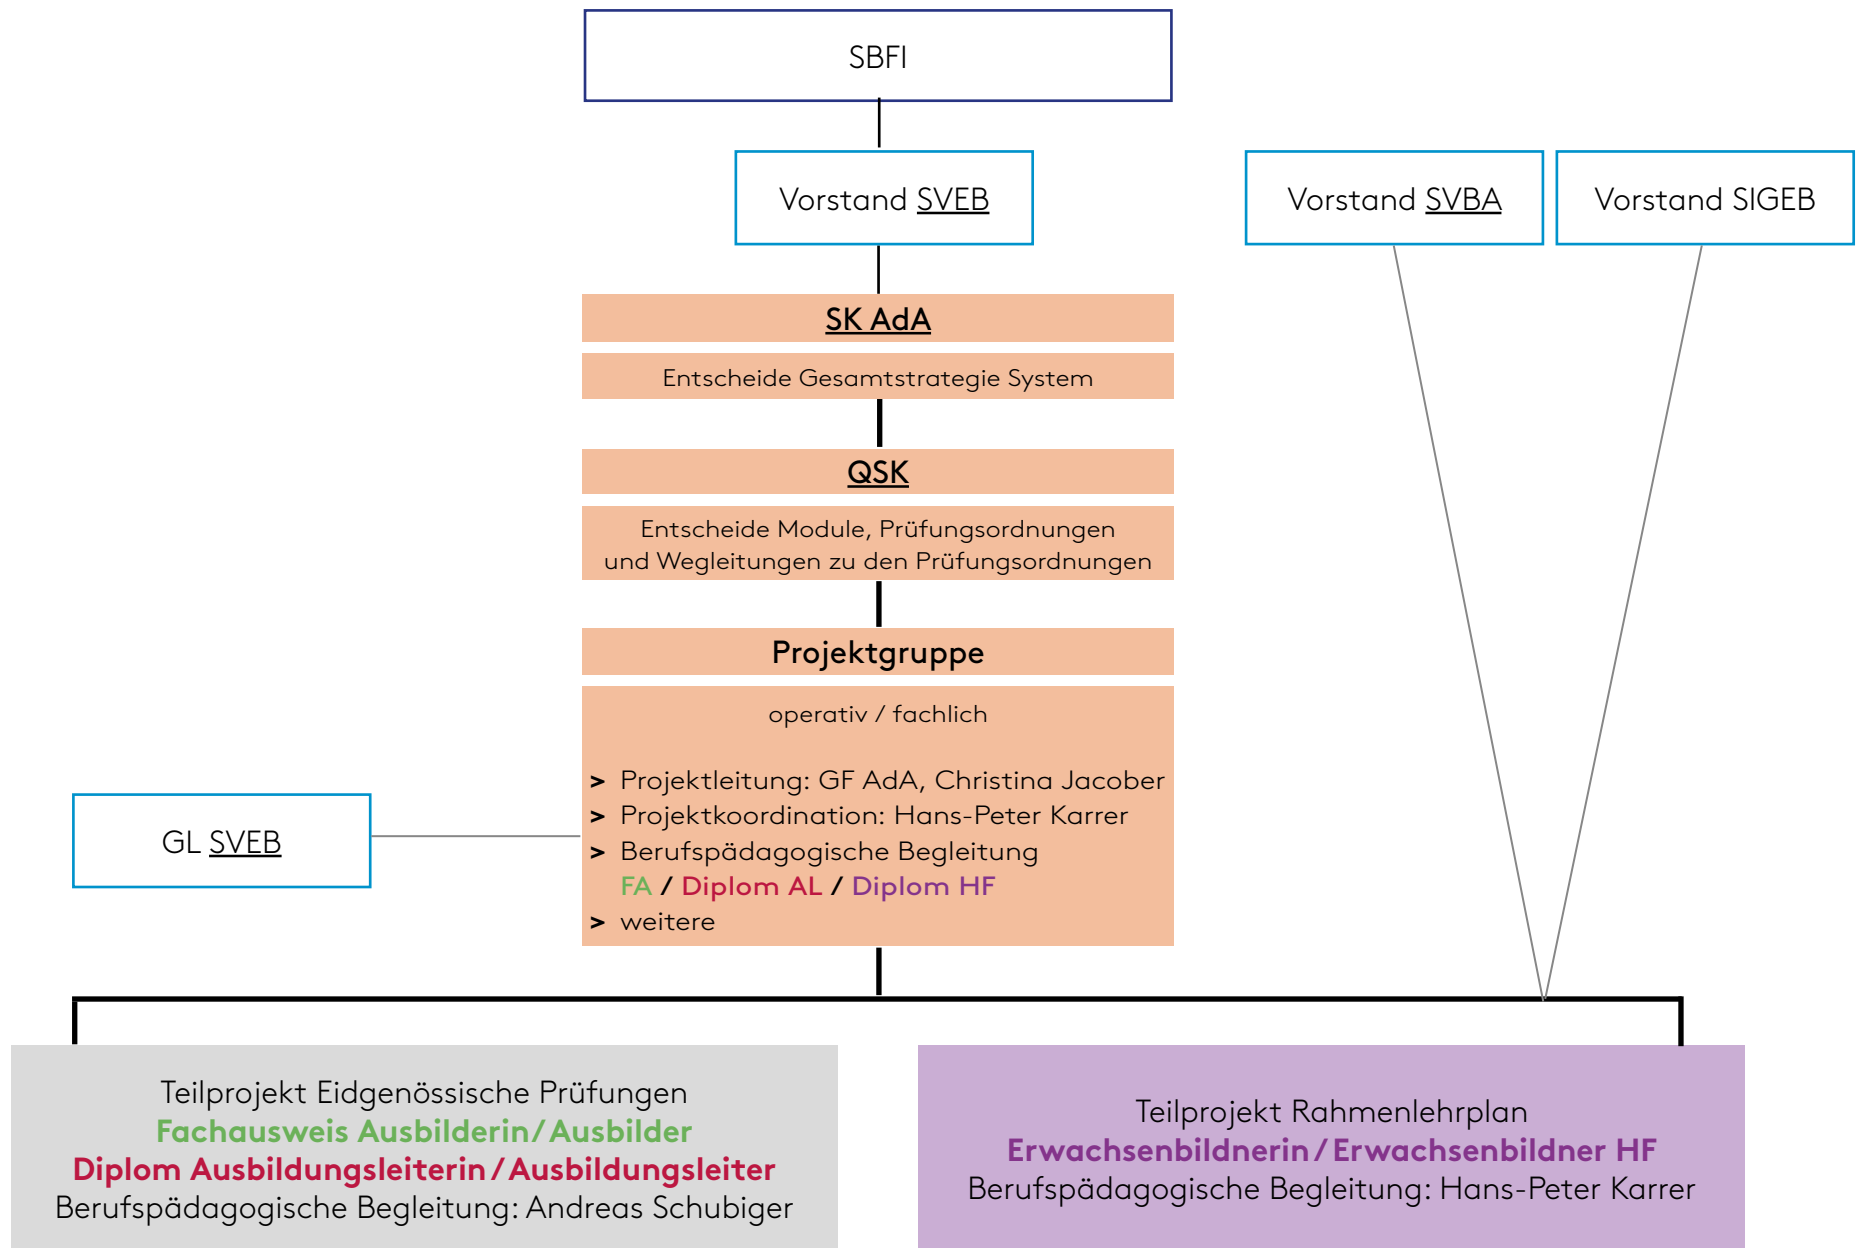 SBFI
Vorstand SVEB
Vorstand SVBA
Vorstand SIGEB
SK AdA
Entscheide Gesamtstrategie System
QSK
Entscheide Module, Prüfungsordnungen
und Wegleitungen zu den Prüfungsordnungen
Projektgruppe
operativ / fachlich
> Projektleitung: GF AdA, Christina Jacober
> Projektkoordination: Hans-Peter Karrer
> Berufspädagogische Begleitung
FA / Diplom AL / Diplom HF
> weitere
GL SVEB
Teilprojekt Eidgenössische Prüfungen
Fachausweis Ausbilderin/Ausbilder
Diplom Ausbildungsleiterin/Ausbildungsleiter
Berufspädagogische Begleitung: Andreas Schubiger
Teilprojekt Rahmenlehrplan
Erwachsenbildnerin/Erwachsenbildner HF
Berufspädagogische Begleitung: Hans-Peter Karrer